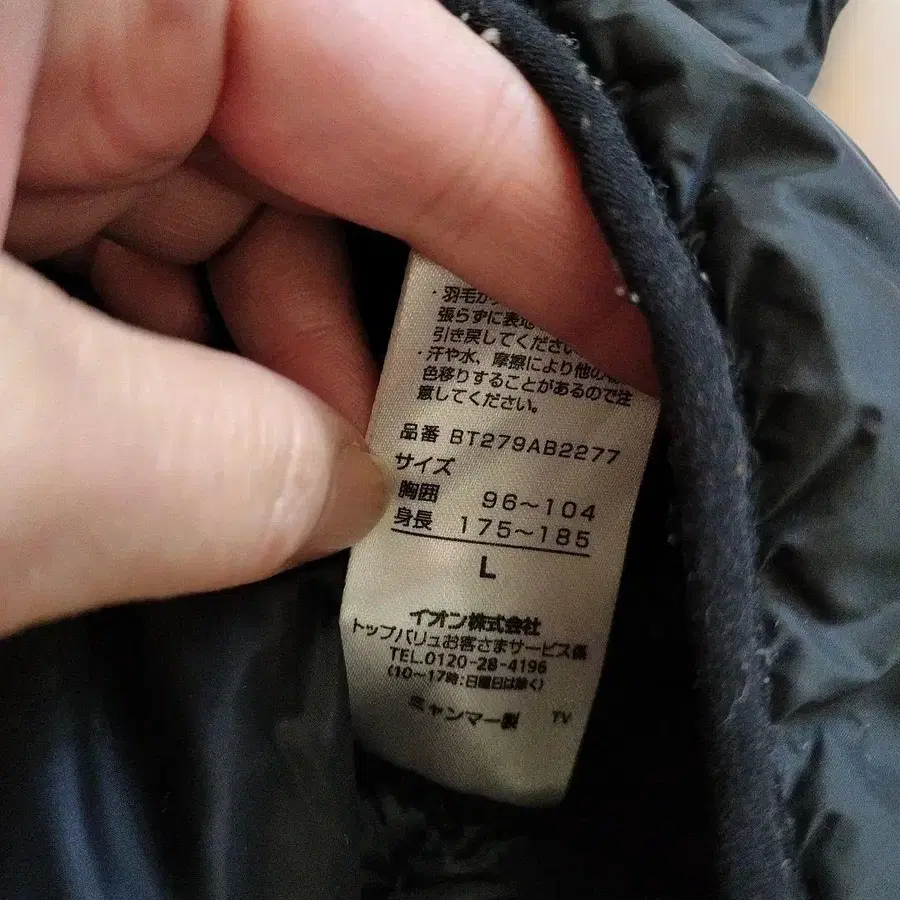 ・羽毛が
張らずに表地
引き戻してください
・汗や水、摩擦により他の
色移りすることがあるので注
意してください。
品番 BT279AB2277
サイズ
胸囲 96～104
身長 175～185
L
イオン株式会社
トップバリュお客さまサービス係
TEL.0120-28-4196
(10～17時:日曜日は除く)
ミャンマー製 TV